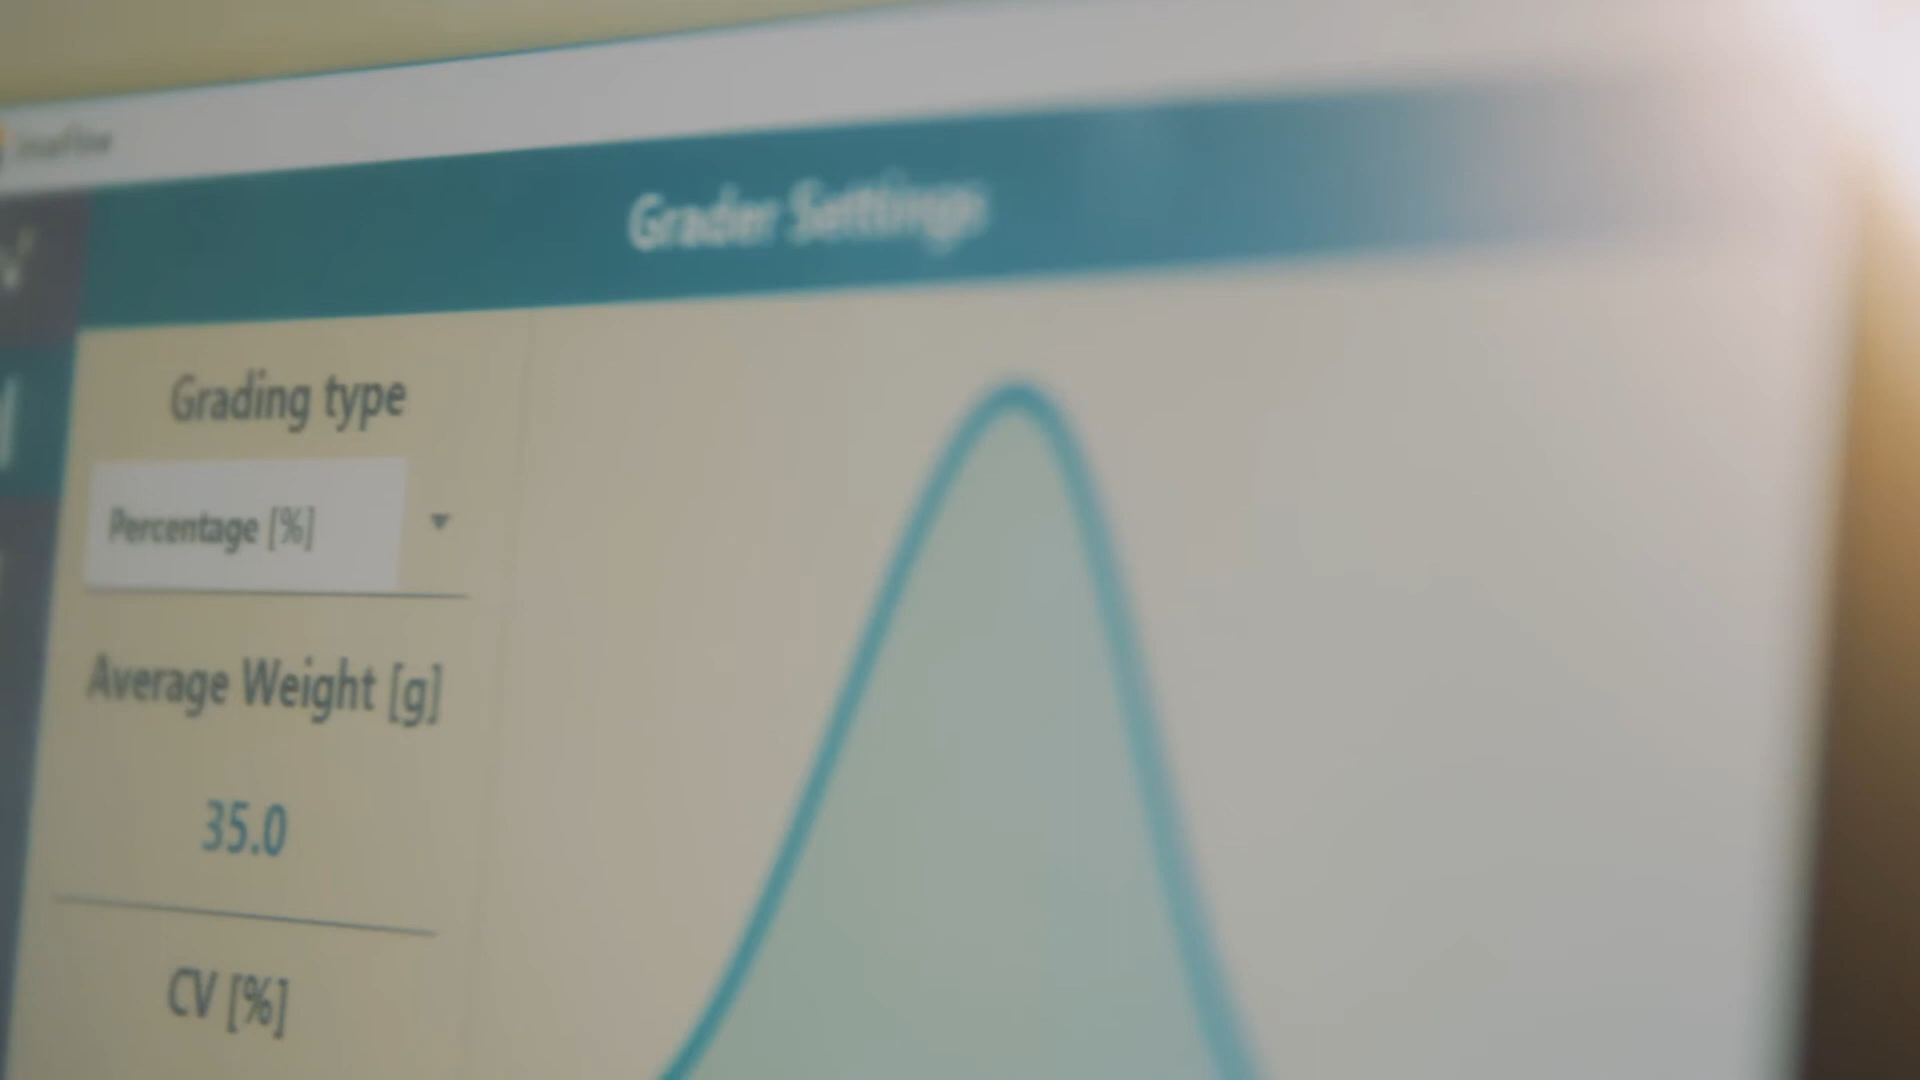 Grader Settings
Grading type
Percentage [%]
Average Weight [g]
35.0
CV [%]